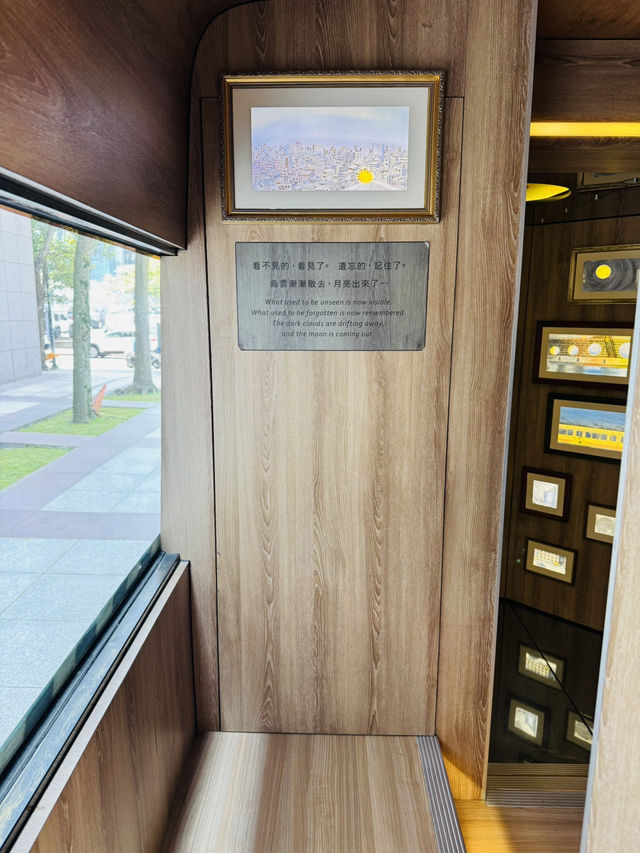 看不見的，看見了。 遺忘的，記住了。
烏雲漸漸散去，月亮出來了…
What used to be unseen is now visible.
What used to be forgotten is now remembered.
The dark clouds are drifting away,
and the moon is coming out.